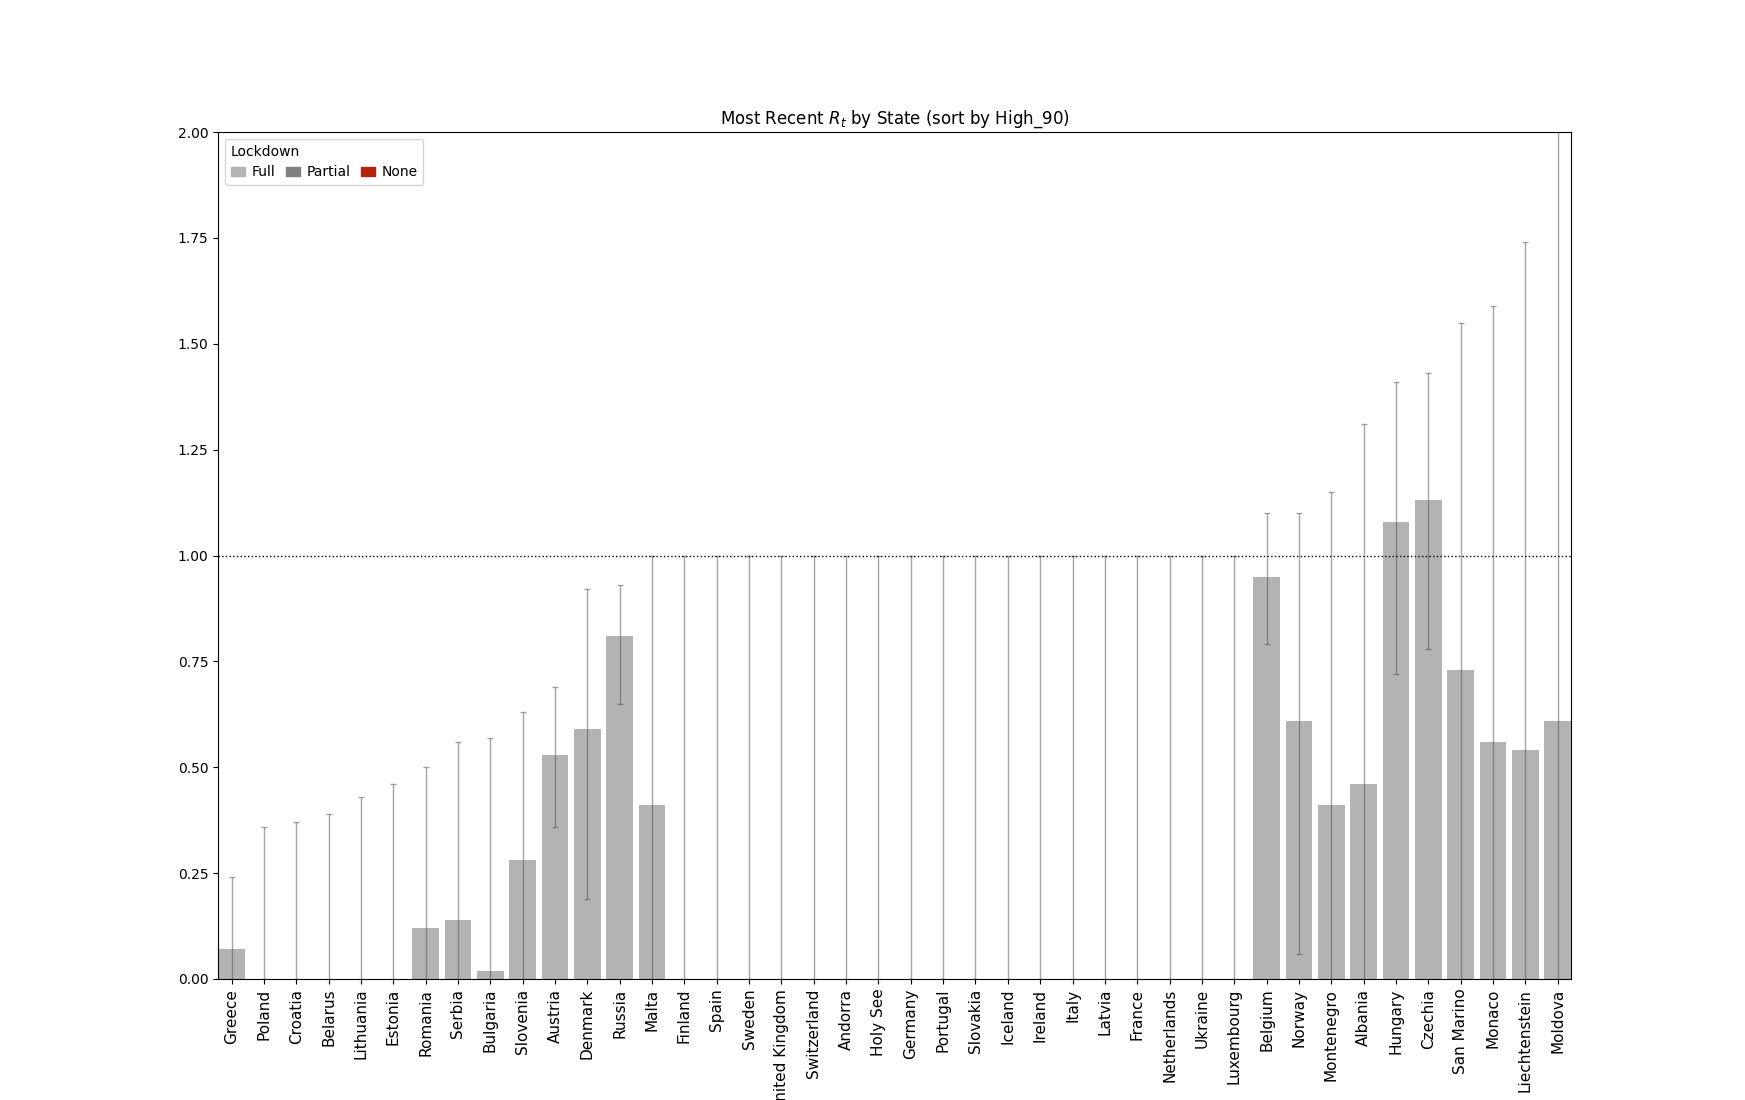 Most Recent R_t by State (sort by High_90)
Lockdown
Full Partial None
2.00
1.75
1.50
1.25
1.00
0.75
0.50
0.25
0.00
Greece
Poland
Croatia
Belarus
Lithuania
Estonia
Romania
Serbia
Bulgaria
Slovenia
Austria
Denmark
Russia
Malta
Finland
Spain
Sweden
nited Kingdom
Switzerland
Andorra
Holy See
Germany
Portugal
Slovakia
Iceland
Ireland
Italy
Latvia
France
Netherlands
Ukraine
Luxembourg
Belgium
Norway
Montenegro
Albania
Hungary
Czechia
San Marino
Monaco
Liechtenstein
Moldova